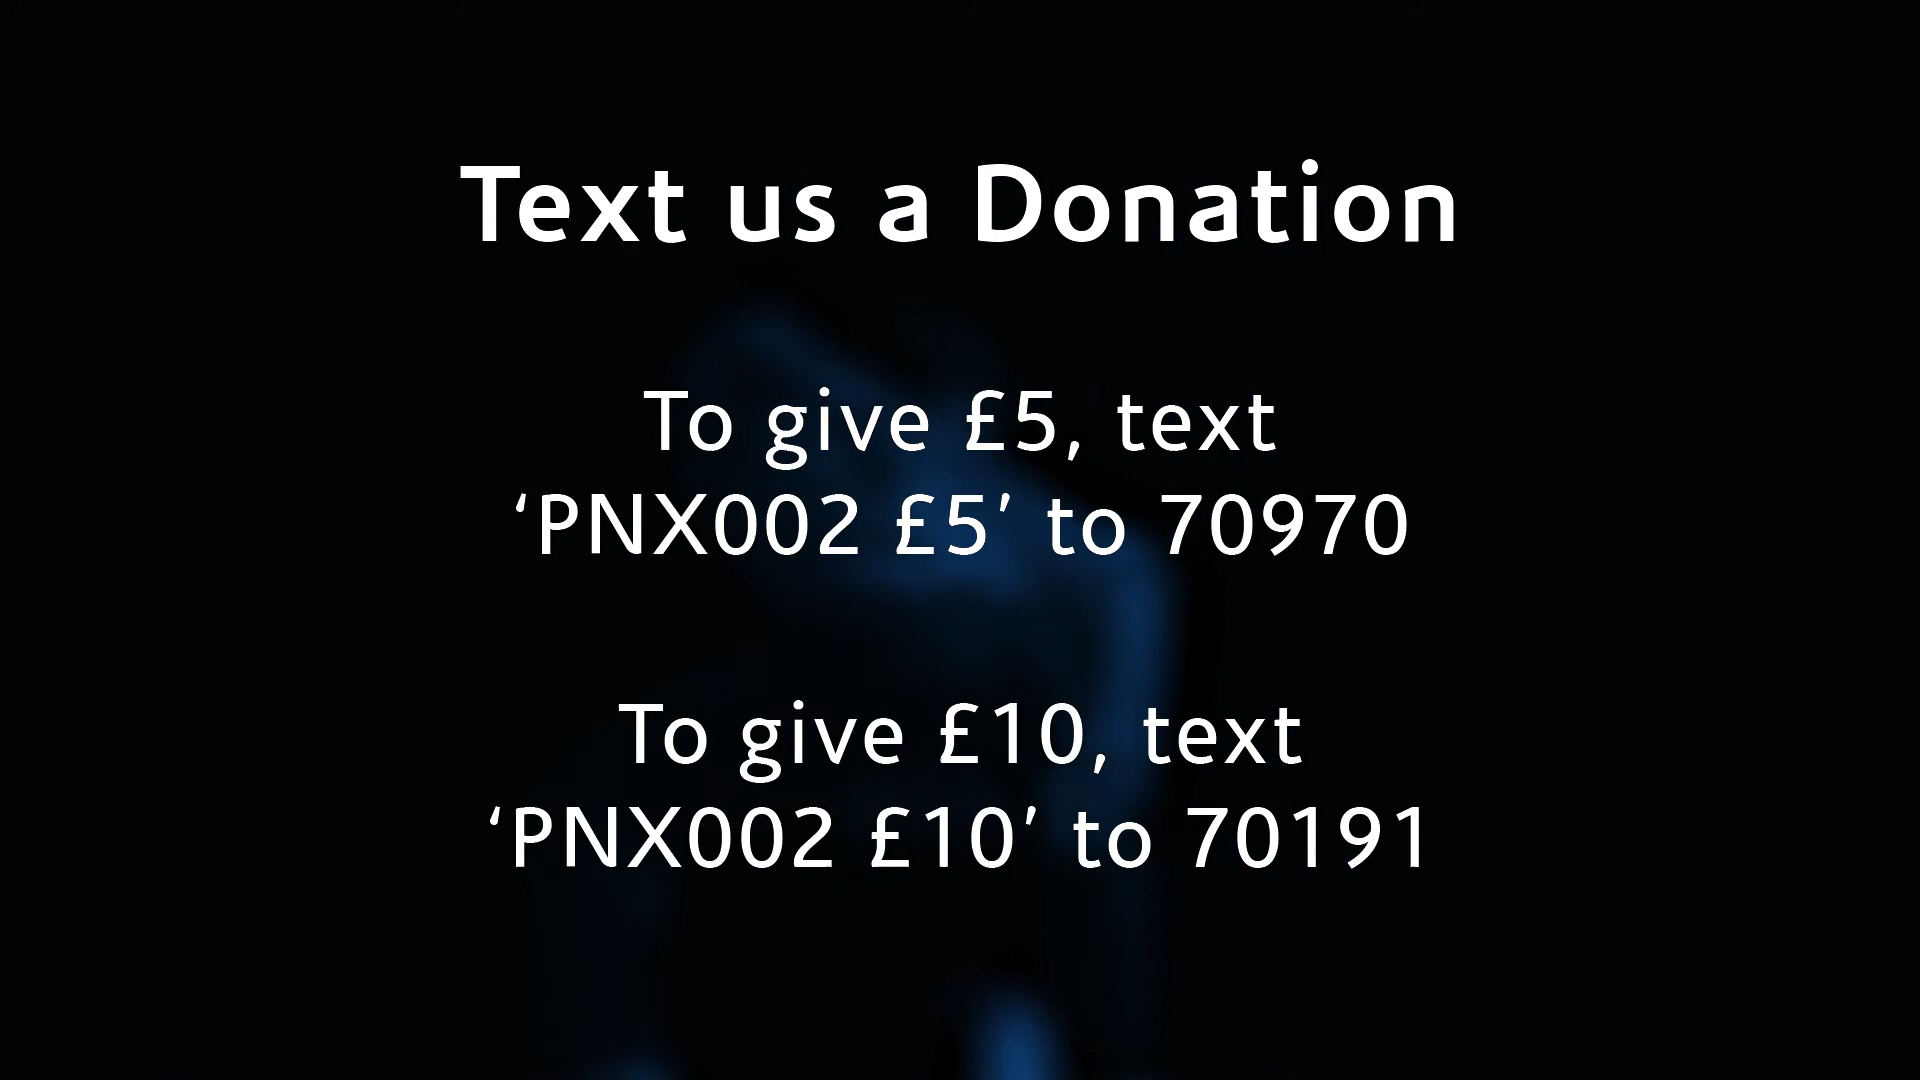 Text us a Donation
To give £5, text
‘PNX002 £5’ to 70970
To give £10, text
‘PNX002 £10’ to 70191